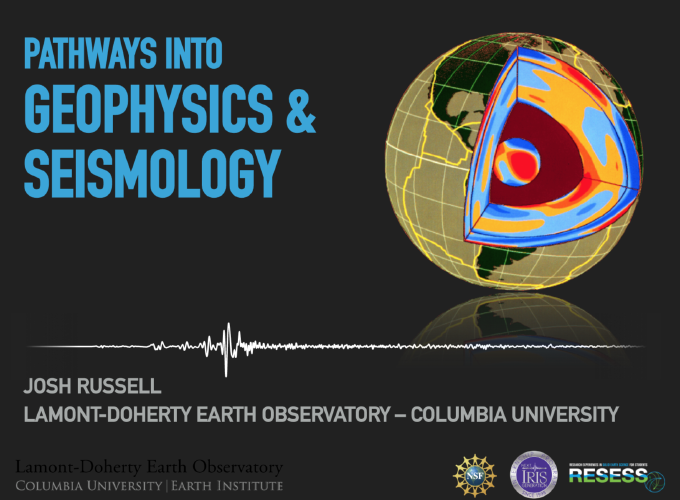 PATHWAYS INTO
GEOPHYSICS &
SEISMOLOGY
JOSH RUSSELL
LAMONT-DOHERTY EARTH OBSERVATORY – COLUMBIA UNIVERSITY
Lamont-Doherty Earth Observatory
COLUMBIA UNIVERSITY | EARTH INSTITUTE
NSF
IRIS
RESESS